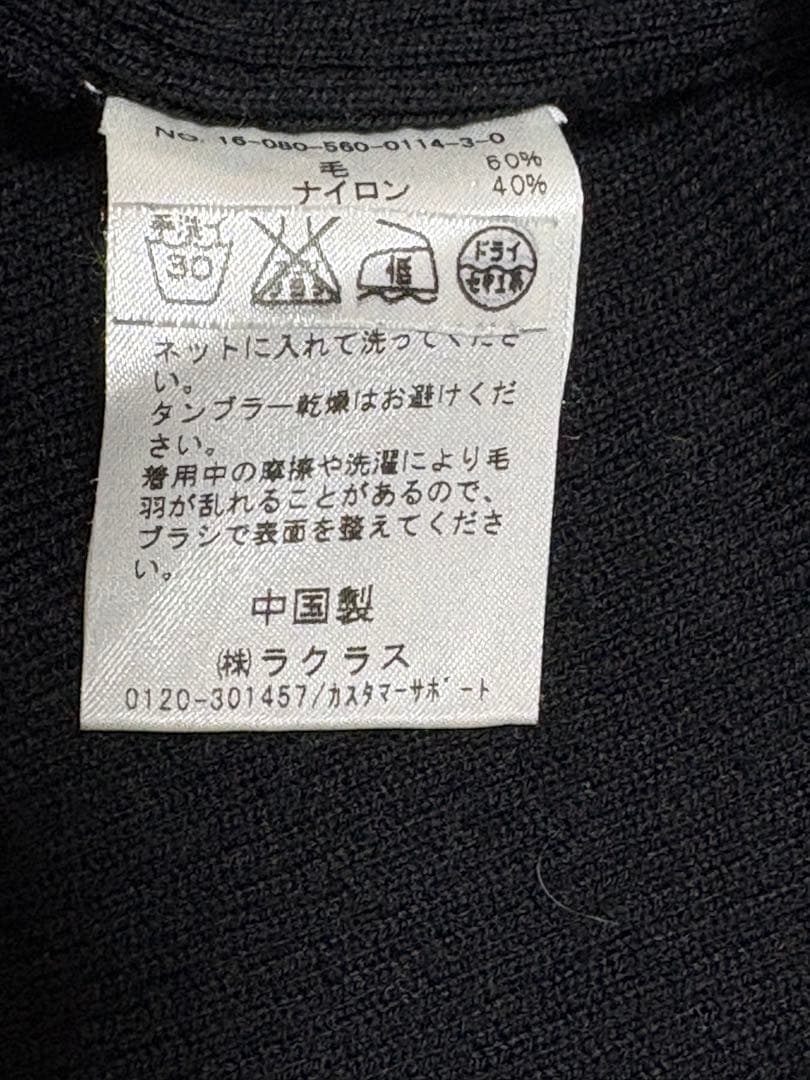 No. 16-080-560-0114-3-0
毛 60%
ナイロン 40%
手洗イ
30
低
ドライ
ネットに入れて洗ってくださ
い。
タンブラー乾燥はお避けくだ
さい。
着用中の摩擦や洗濯により毛
羽が乱れることがあるので、
ブラシで表面を整えてくださ
い。
中国製
(株)ラクラス
0120-301457/カスタマーサポート